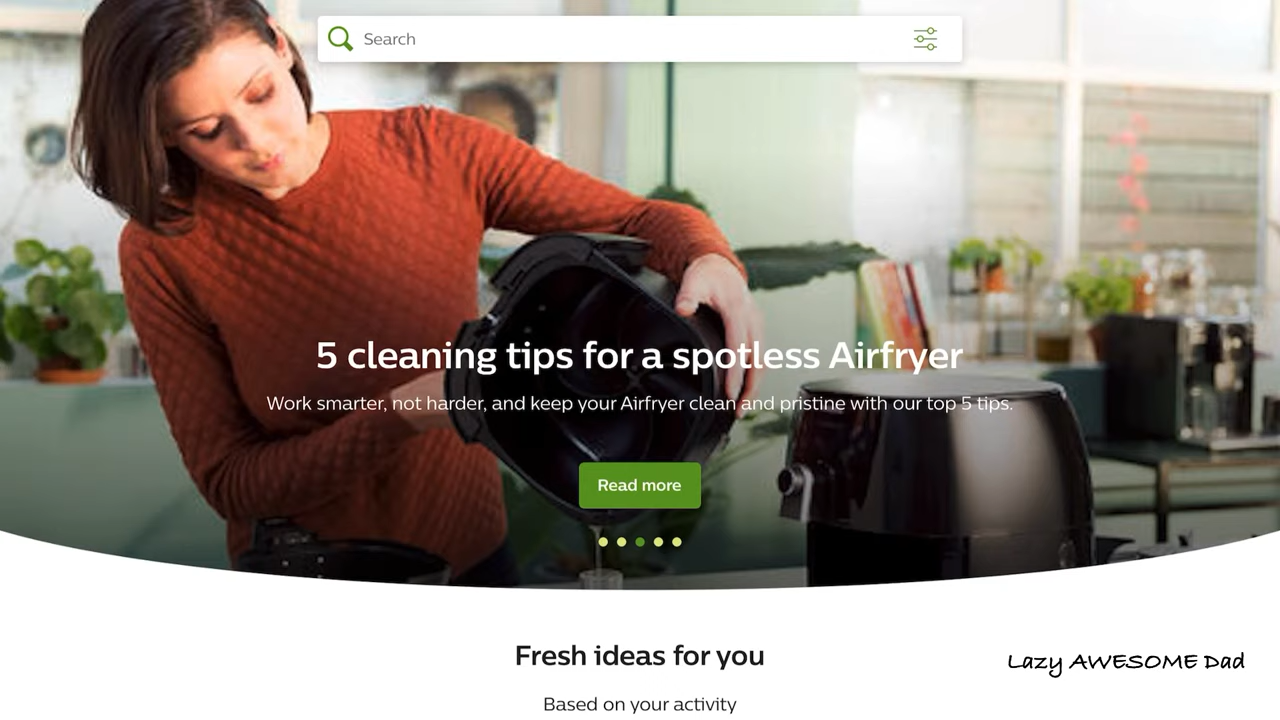 Search
5 cleaning tips for a spotless Airfryer
Work smarter, not harder, and keep your Airfryer clean and pristine with our top 5 tips.
Read more
Fresh ideas for you
Lazy AWESOME Dad
Based on your activity